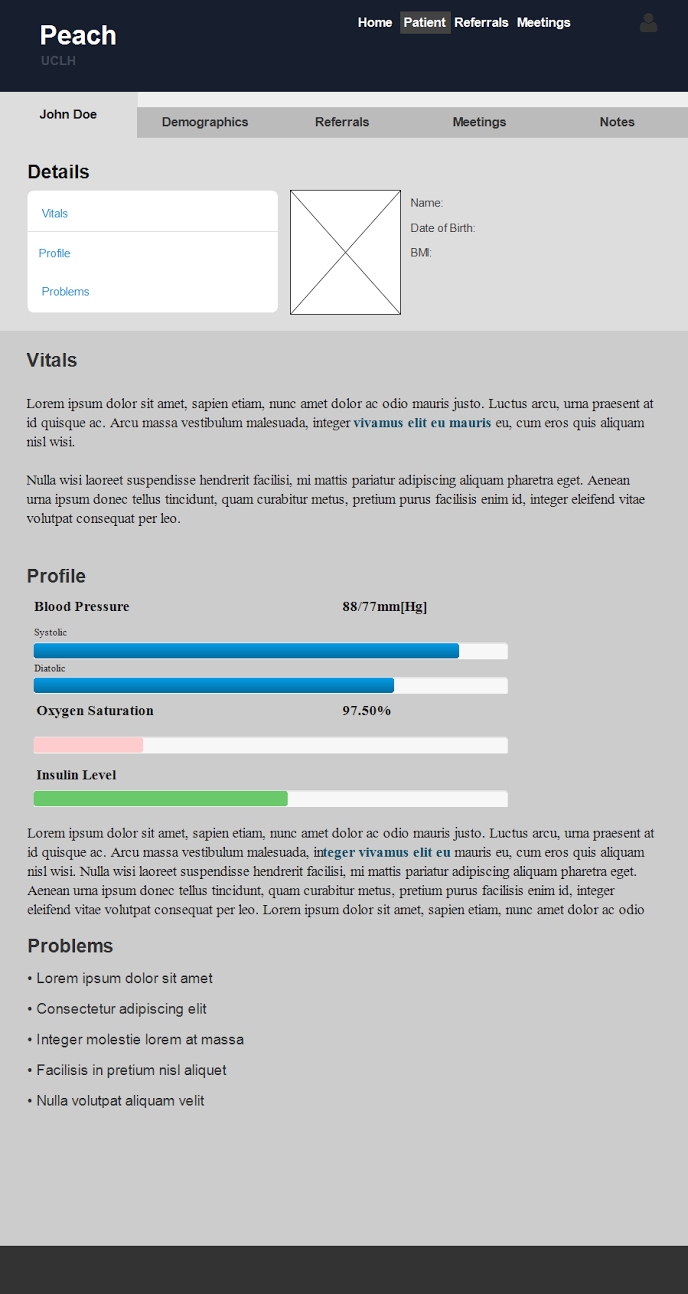 Peach
UCLH
Home Patient Referrals Meetings
John Doe
Demographics Referrals Meetings Notes
Details
Vitals
Profile
Problems
Name:
Date of Birth:
BMI:
Vitals
Lorem ipsum dolor sit amet, sapien etiam, nunc amet dolor ac odio mauris justo. Luctus arcu, urna praesent at
id quisque ac. Arcu massa vestibulum malesuada, integer vivamus elit eu mauris eu, cum eros quis aliquam
nisl wisi.
Nulla wisi laoreet suspendisse hendrerit facilisi, mi mattis pariatur adipiscing aliquam pharetra eget. Aenean
urna ipsum donec tellus tincidunt, quam curabitur metus, pretium purus facilisis enim id, integer eleifend vitae
volutpat consequat per leo.
Profile
Blood Pressure 88/77mm[Hg]
Systolic
Diatolic
Oxygen Saturation 97.50%
Insulin Level
Lorem ipsum dolor sit amet, sapien etiam, nunc amet dolor ac odio mauris justo. Luctus arcu, urna praesent at
id quisque ac. Arcu massa vestibulum malesuada, integer vivamus elit eu mauris eu, cum eros quis aliquam
nisl wisi. Nulla wisi laoreet suspendisse hendrerit facilisi, mi mattis pariatur adipiscing aliquam pharetra eget.
Aenean urna ipsum donec tellus tincidunt, quam curabitur metus, pretium purus facilisis enim id, integer
eleifend vitae volutpat consequat per leo. Lorem ipsum dolor sit amet, sapien etiam, nunc amet dolor ac odio
Problems
• Lorem ipsum dolor sit amet
• Consectetur adipiscing elit
• Integer molestie lorem at massa
• Facilisis in pretium nisl aliquet
• Nulla volutpat aliquam velit